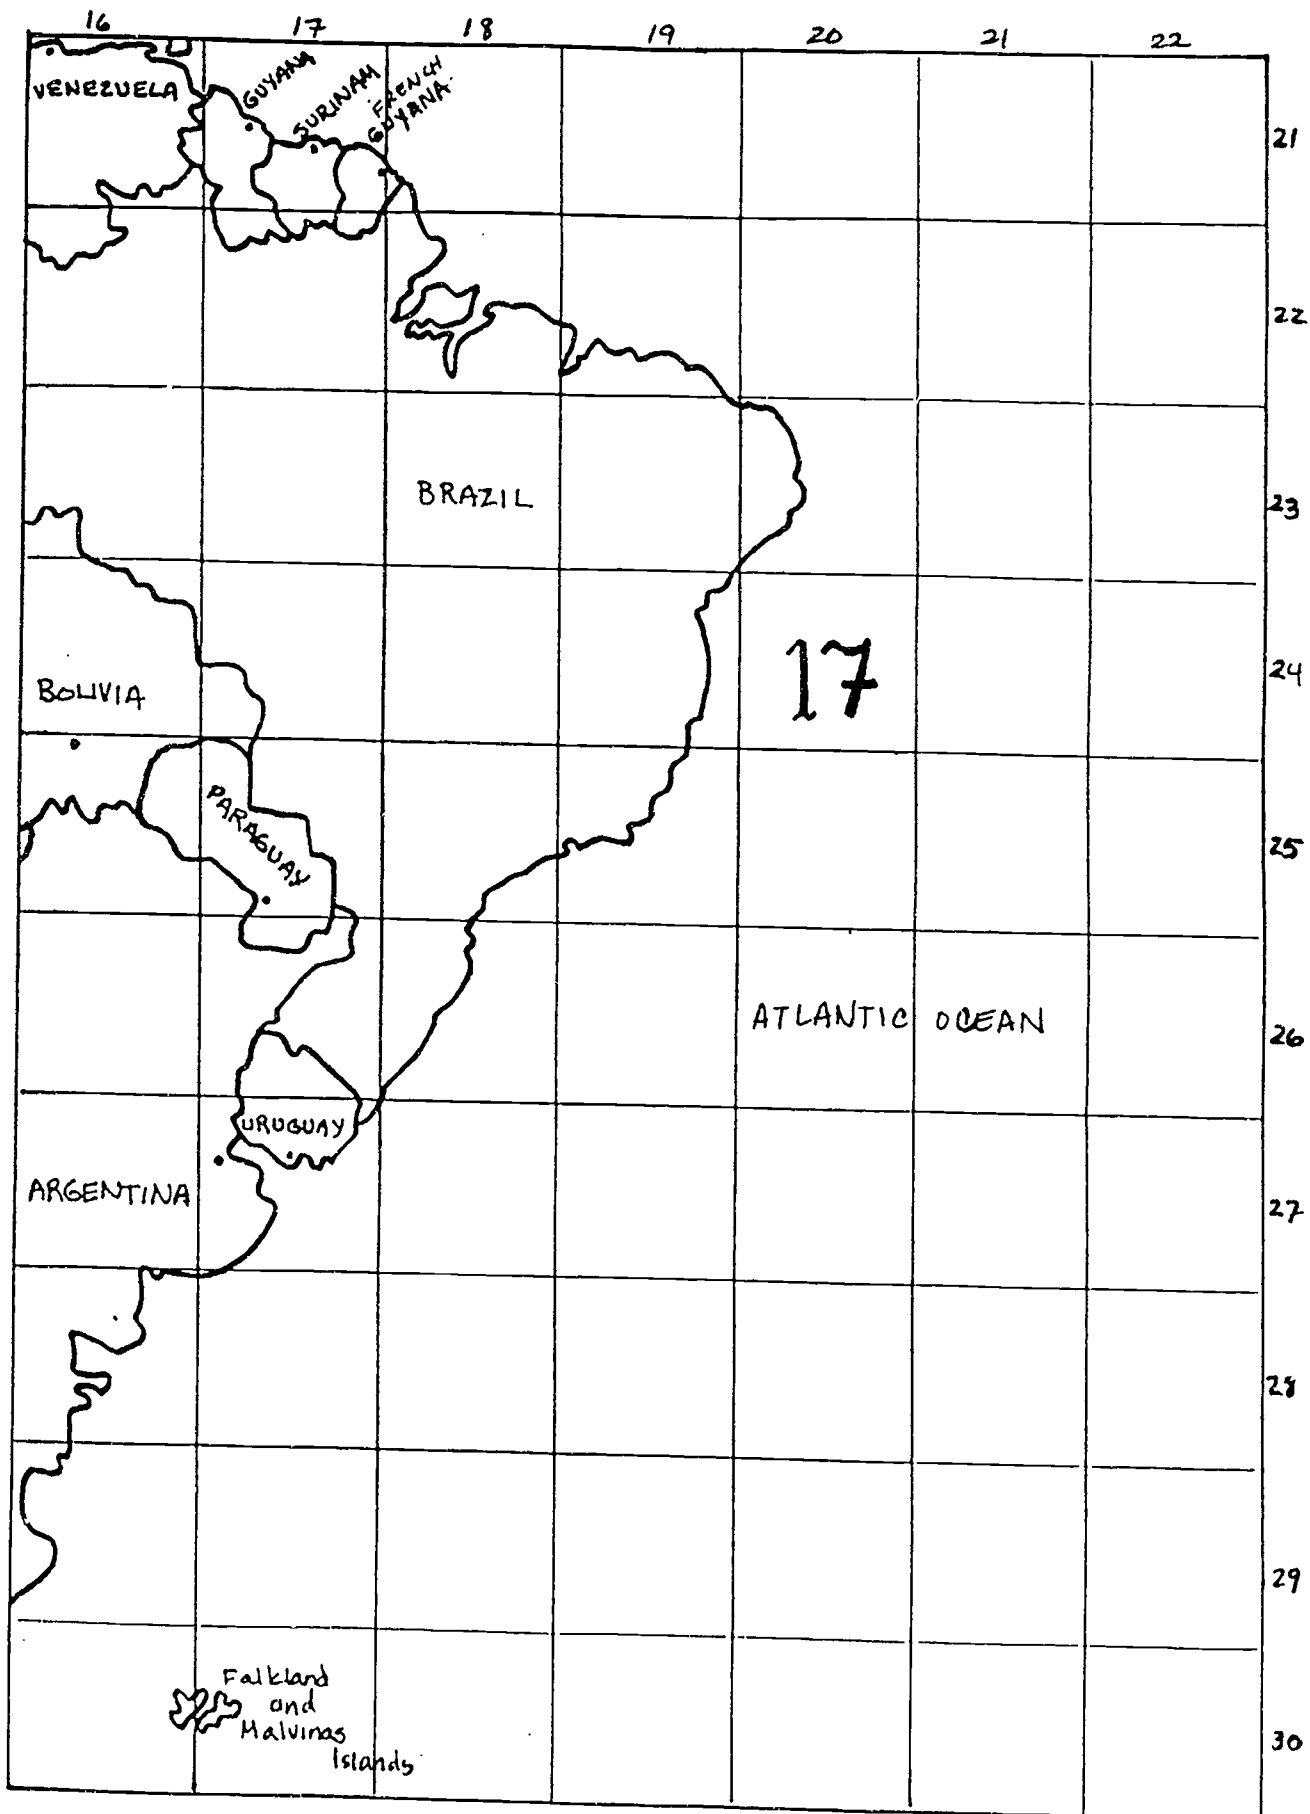 16 17 18 19 20 21 22
VENEZUELA
GUYANA
SURINAM
FRENCH
GUYANA.
21
22
BRAZIL
23
17
24
BOLIVIA
PARAGUAY
25
ATLANTIC OCEAN
26
URUGUAY
ARGENTINA
27
28
29
Falkland
and
Malvinas
Islands
30